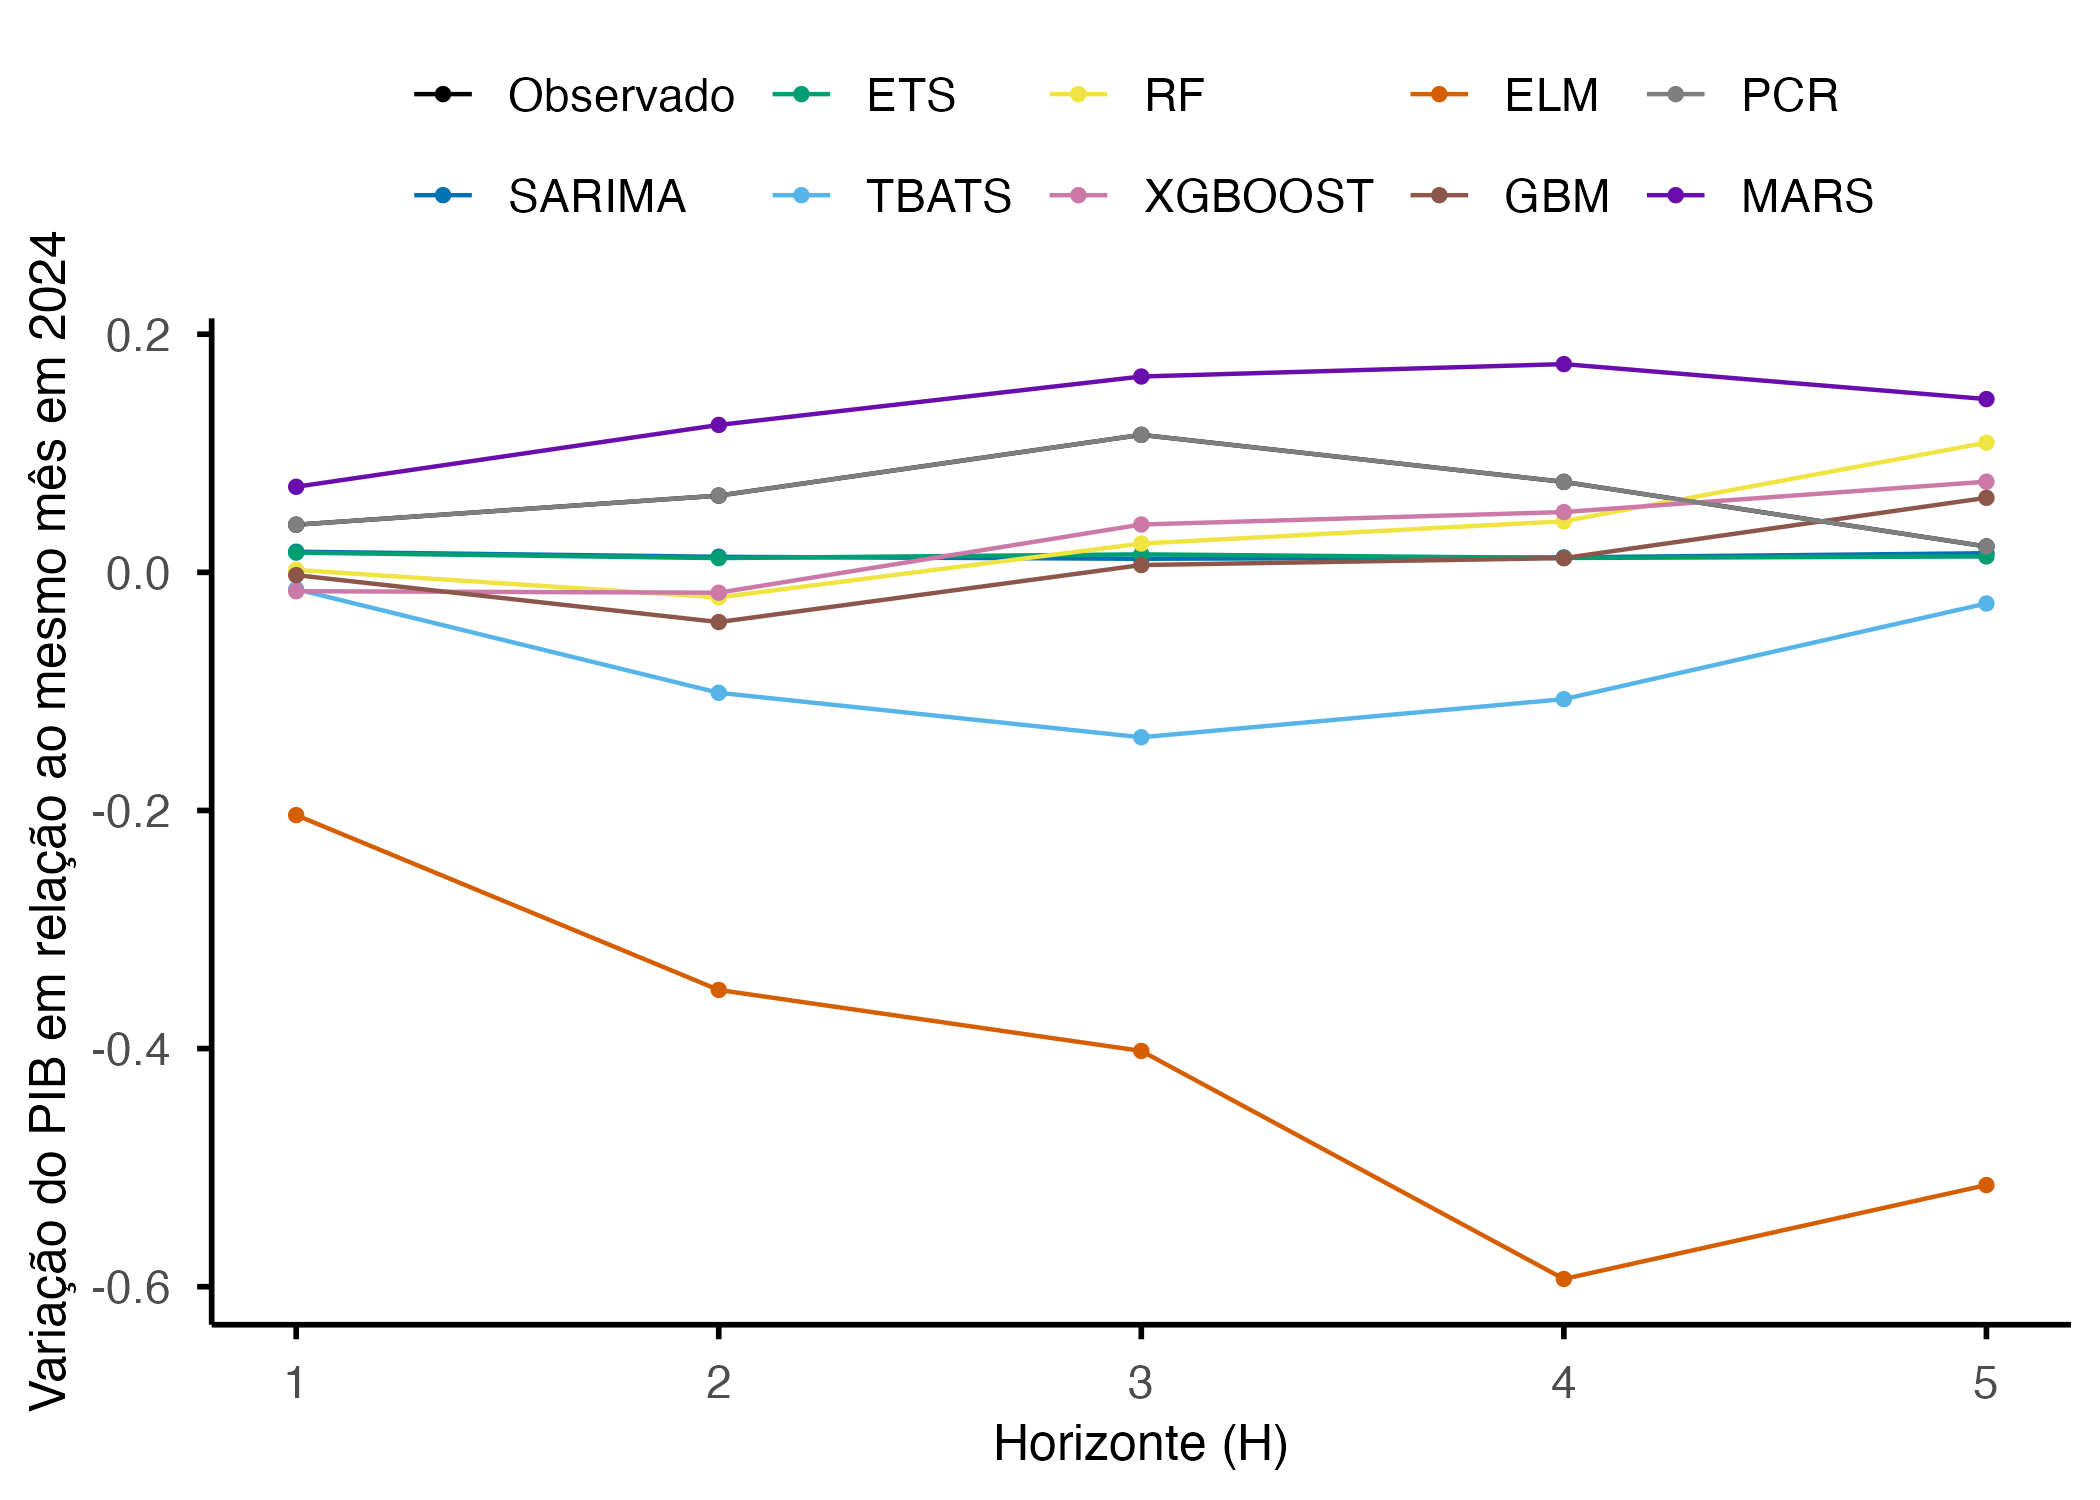 Observado ETS RF ELM PCR
SARIMA TBATS XGBOOST GBM MARS
Variação do PIB em relação ao mesmo mês em 2024
0.2
0.0
-0.2
-0.4
-0.6
1 2 3 4 5
Horizonte (H)